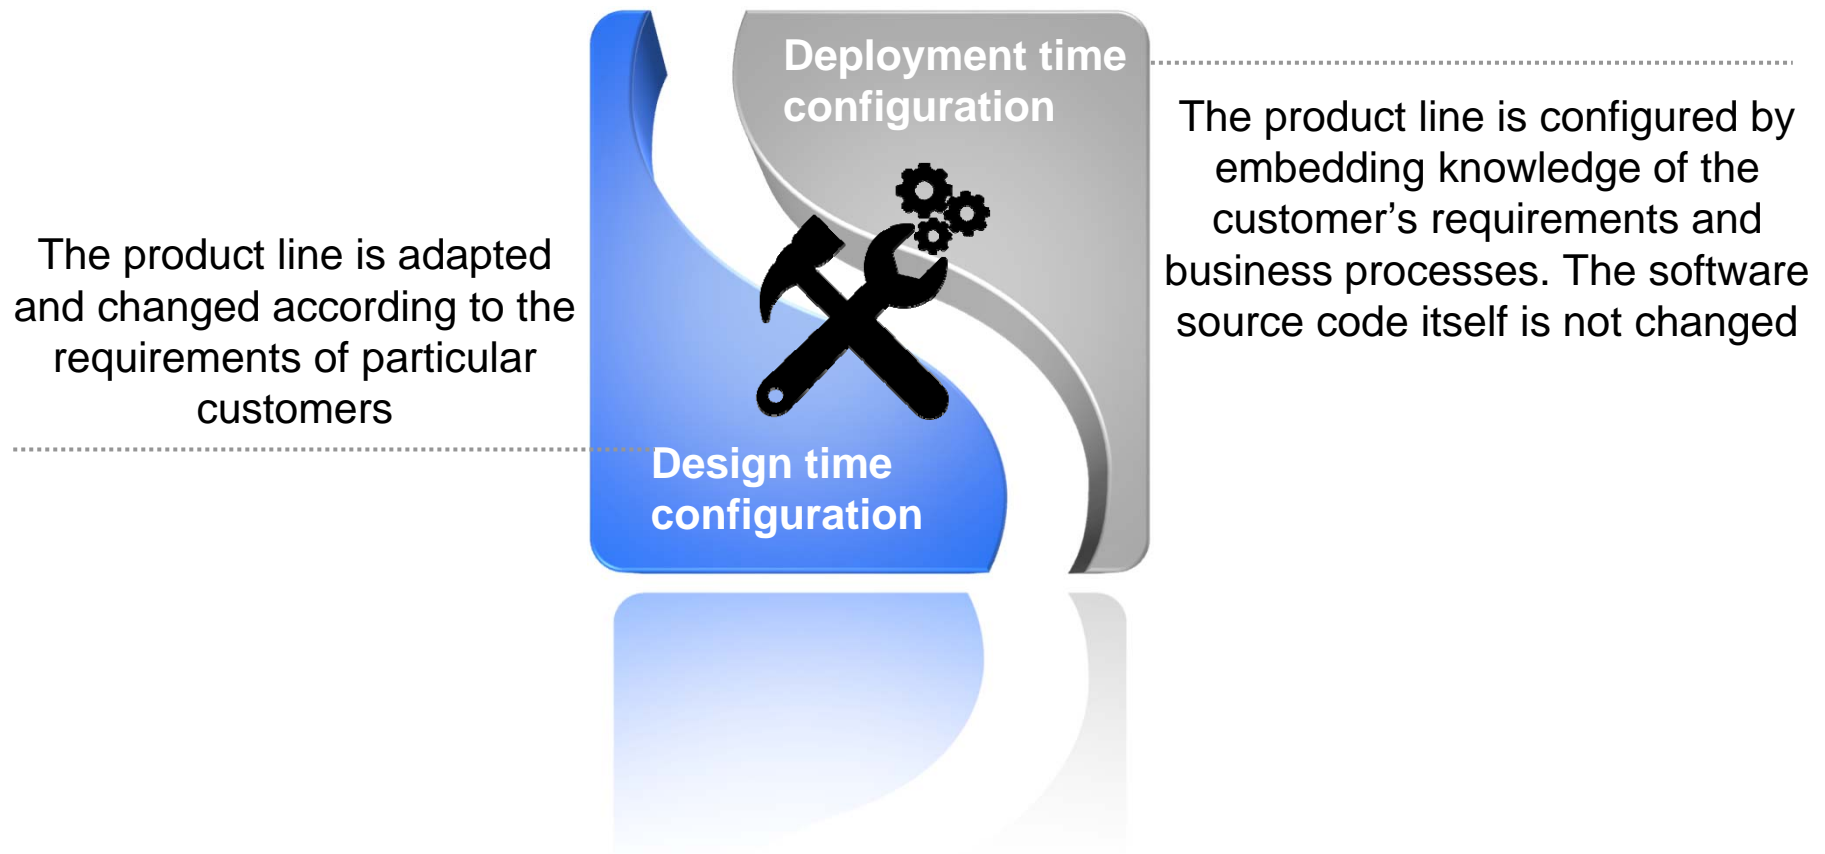 Deployment time
configuration
The product line is configured by
embedding knowledge of the
customer’s requirements and
business processes. The software
source code itself is not changed
The product line is adapted
and changed according to the
requirements of particular
customers
Design time
configuration